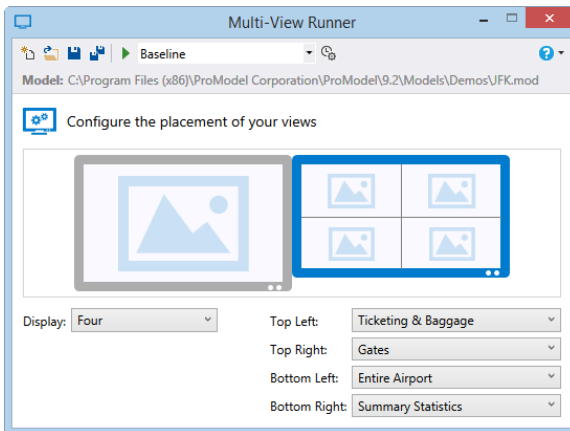 Multi-View Runner
Baseline
Model: C:\Program Files (x86)\ProModel Corporation\ProModel\9.2\Models\Demos\JFK.mod
Configure the placement of your views
Display: Four
Top Left: Ticketing & Baggage
Top Right: Gates
Bottom Left: Entire Airport
Bottom Right: Summary Statistics